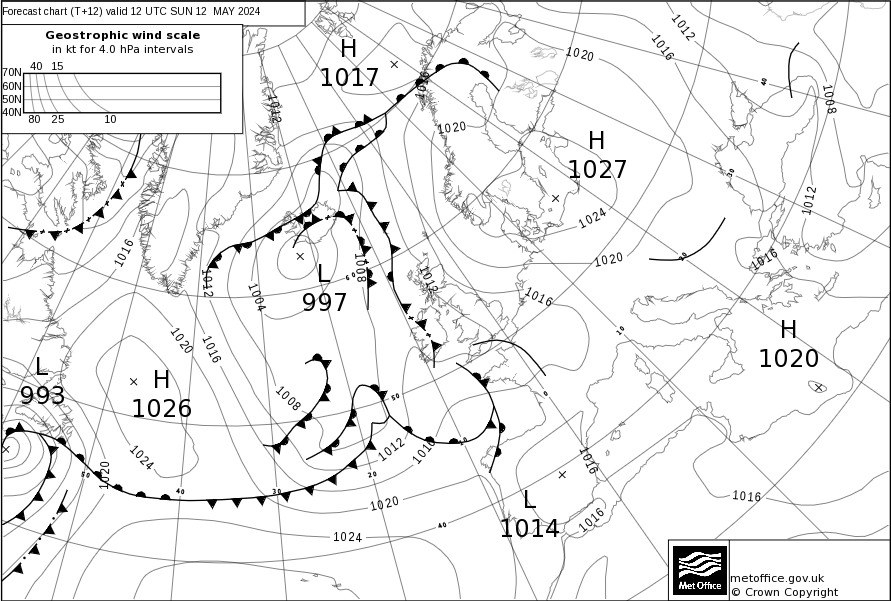 Forecast chart (T+12) valid 12 UTC SUN 12 MAY 2024
Geostrophic wind scale
in kt for 4.0 hPa intervals
40 15
70N
60N
50N
40N
80 25 10
H
1017
1012
1016
1020
1012
1016
40
1008
1020
H
1027
30
1012
1024
1020
1016
20
1016
1012
1004
1008
60
L
997
1012
1016
10
1020
1016
H
1020
L
993
H
1026
1008
50
0
1012
1016
10
1024
1020
50
40
30
20
1020
1016
L
1014
1016
1016
40
1024
Met Office
metoffice.gov.uk
© Crown Copyright